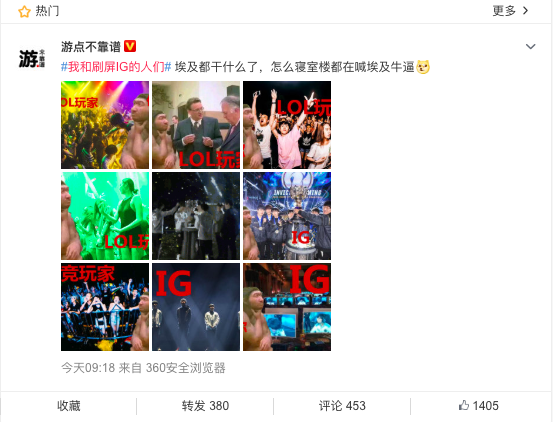 热门
更多
游点不靠谱
#我和刷屏IG的人们# 埃及都干什么了，怎么寝室楼都在喊埃及牛逼
LOL玩家
LOL玩家
LOL玩
LOL玩
IG
竞玩家
IG
IG
今天09:18 来自 360安全浏览器
收藏
转发 380
评论 453
1405